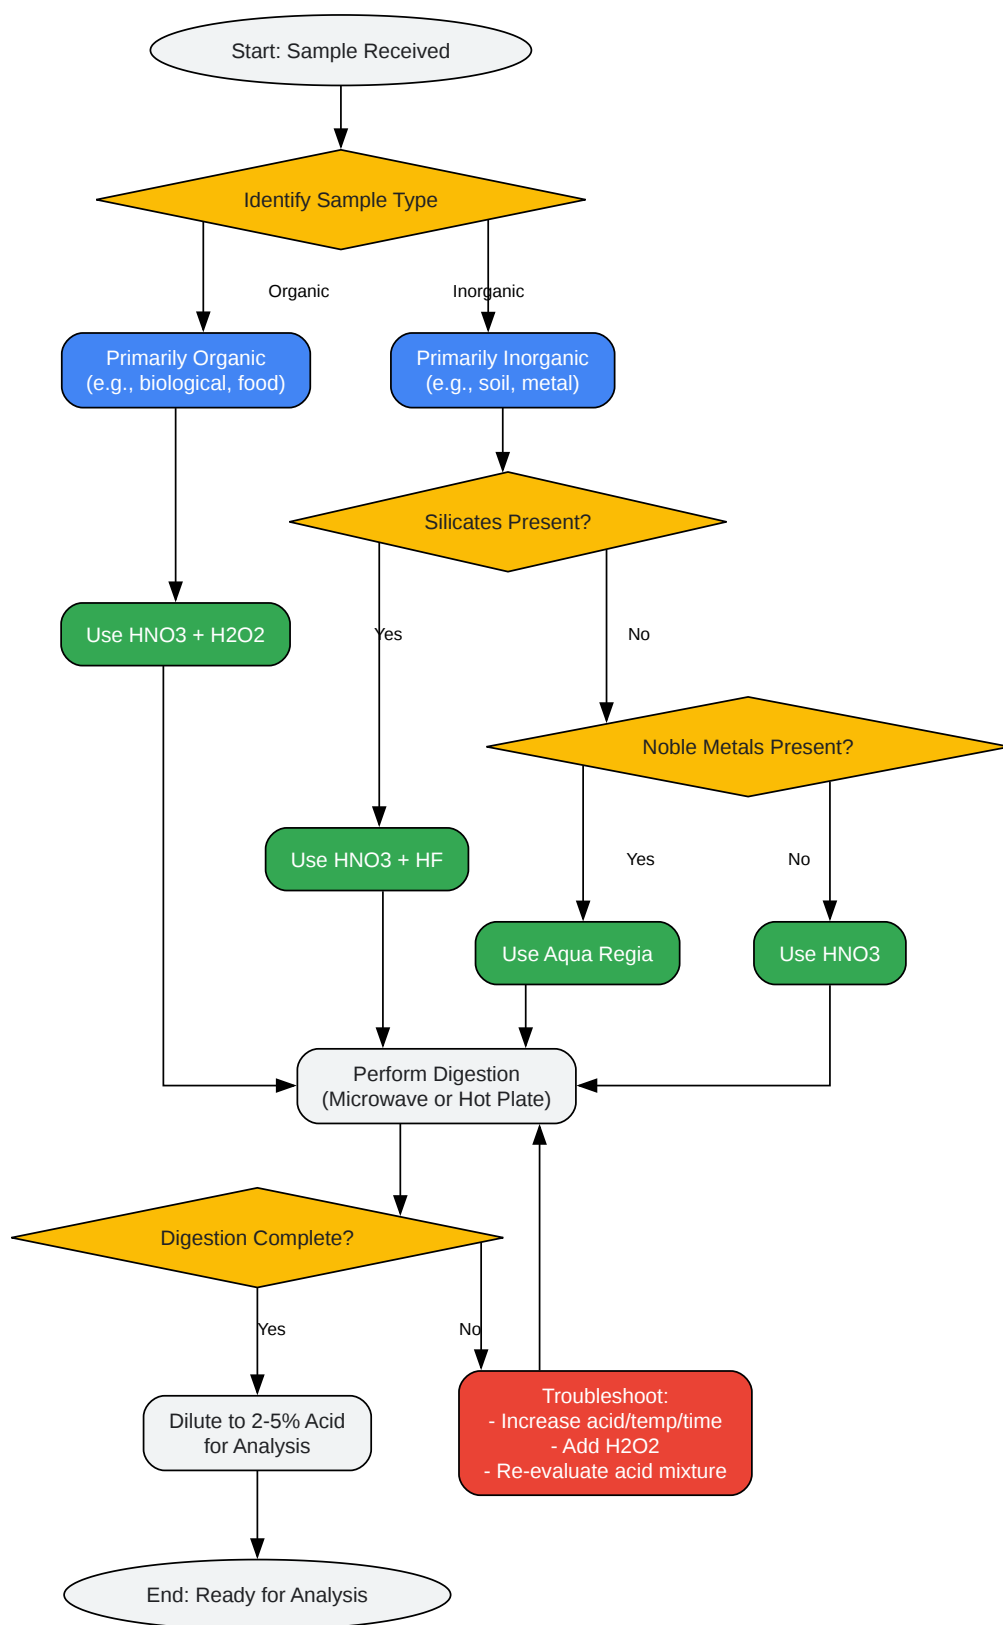 Start: Sample Received
Identify Sample Type
Organic
Inorganic
Primarily Organic
(e.g., biological, food)
Primarily Inorganic
(e.g., soil, metal)
Silicates Present?
Use HNO3 + H2O2
Yes
No
Noble Metals Present?
Use HNO3 + HF
Yes
No
Use Aqua Regia
Use HNO3
Perform Digestion
(Microwave or Hot Plate)
Digestion Complete?
Yes
No
Dilute to 2-5% Acid
for Analysis
Troubleshoot:
- Increase acid/temp/time
- Add H2O2
- Re-evaluate acid mixture
End: Ready for Analysis